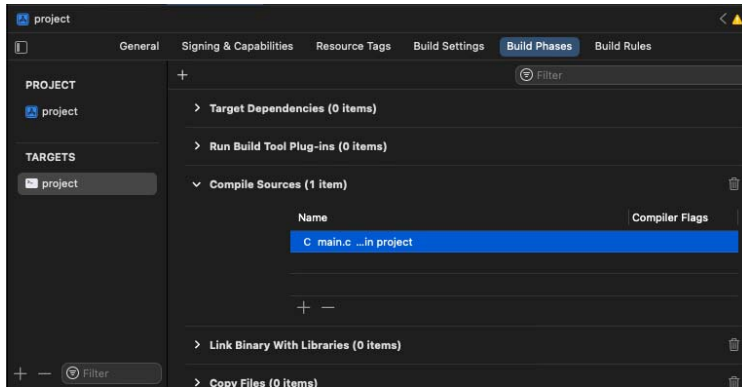 project
General Signing & Capabilities Resource Tags Build Settings Build Phases Build Rules
PROJECT
project
TARGETS
project
Filter
Target Dependencies (0 items)
Run Build Tool Plug-ins (0 items)
Compile Sources (1 item)
Name Compiler Flags
C main.c ...in project
Link Binary With Libraries (0 items)
Copy Files (0 items)
Filter